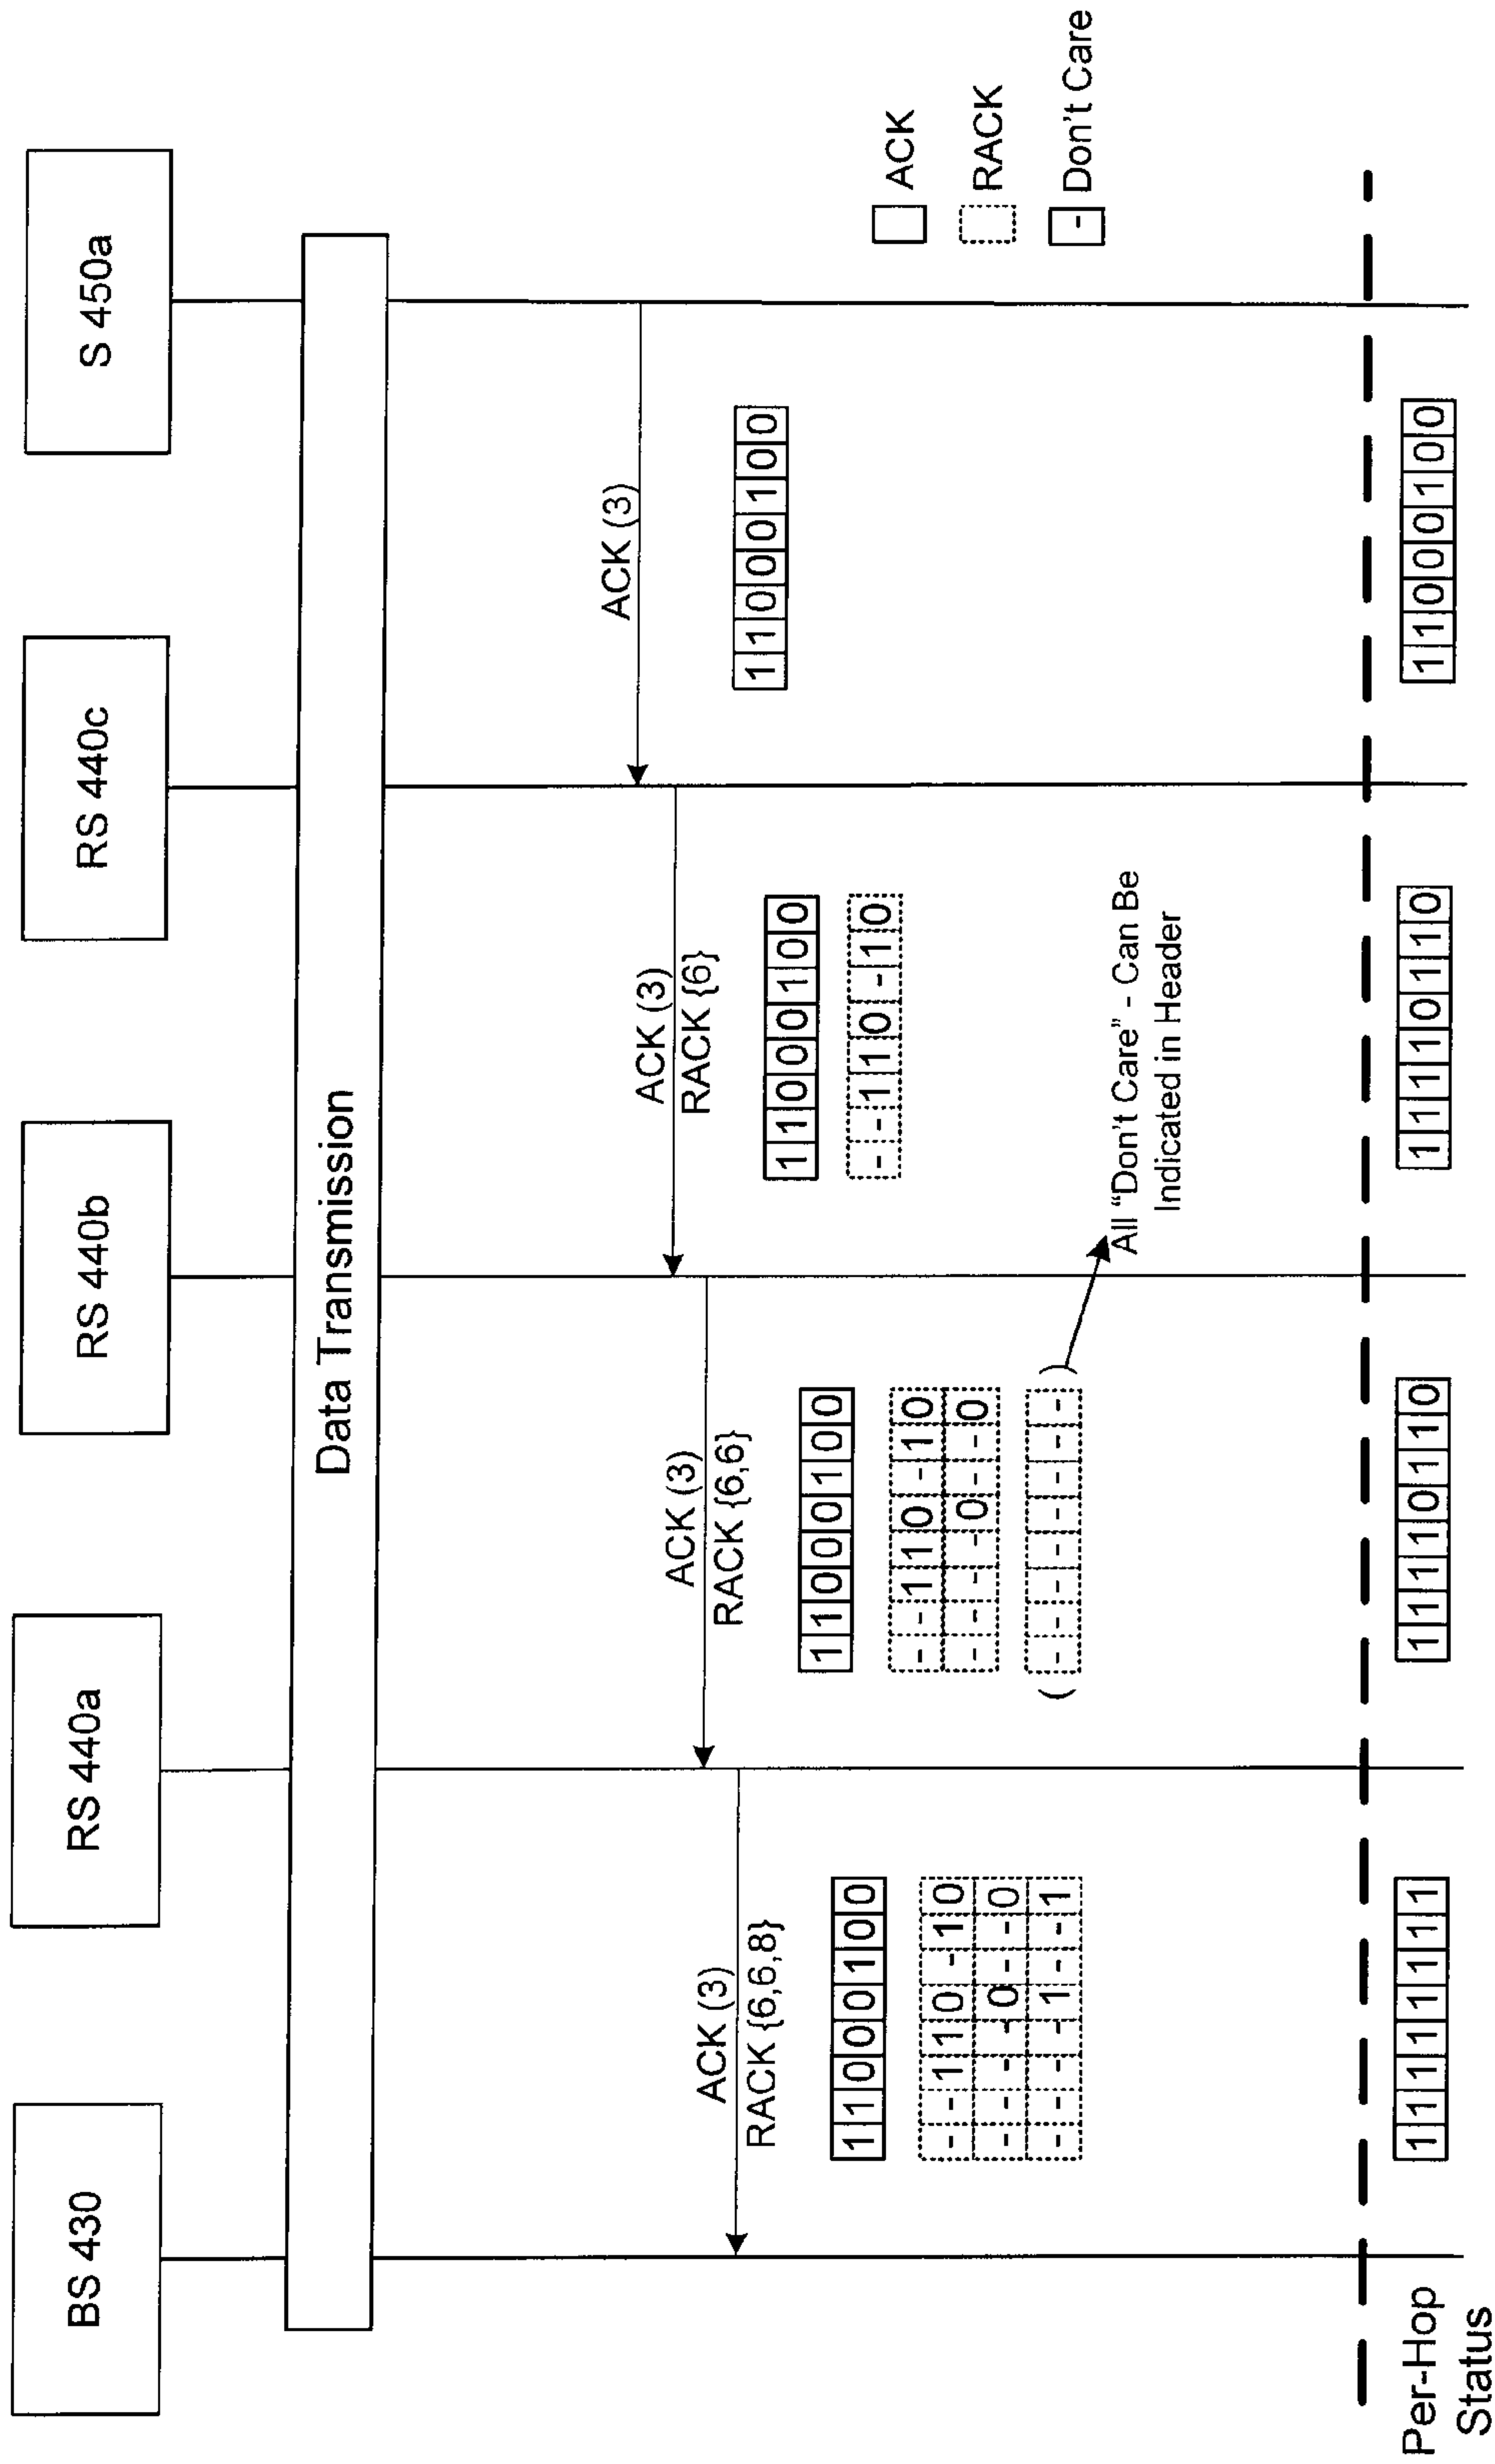 BS 430
RS 440a
RS 440b
RS 440c
S 450a
Data Transmission
ACK (3)
1 1 0 0 0 1 0 0
ACK (3)
RACK {6}
1 1 0 0 0 1 0 0
- - 1 1 0 - 1 0
ACK (3)
RACK {6,6}
1 1 0 0 0 1 0 0
- - 1 1 0 - 1 0
- - - - 0 - - 0
( - - - - - - - - )
All “Don't Care” - Can Be
Indicated in Header
ACK (3)
RACK {6,6,8}
1 1 0 0 0 1 0 0
- - 1 1 0 - 1 0
- - - - 0 - - 0
- - - - 1 - - 1
ACK
RACK
- Don't Care
Per-Hop
Status
1 1 1 1 1 1 1 1
1 1 1 1 0 1 1 0
1 1 1 1 0 1 1 0
1 1 0 0 0 1 0 0